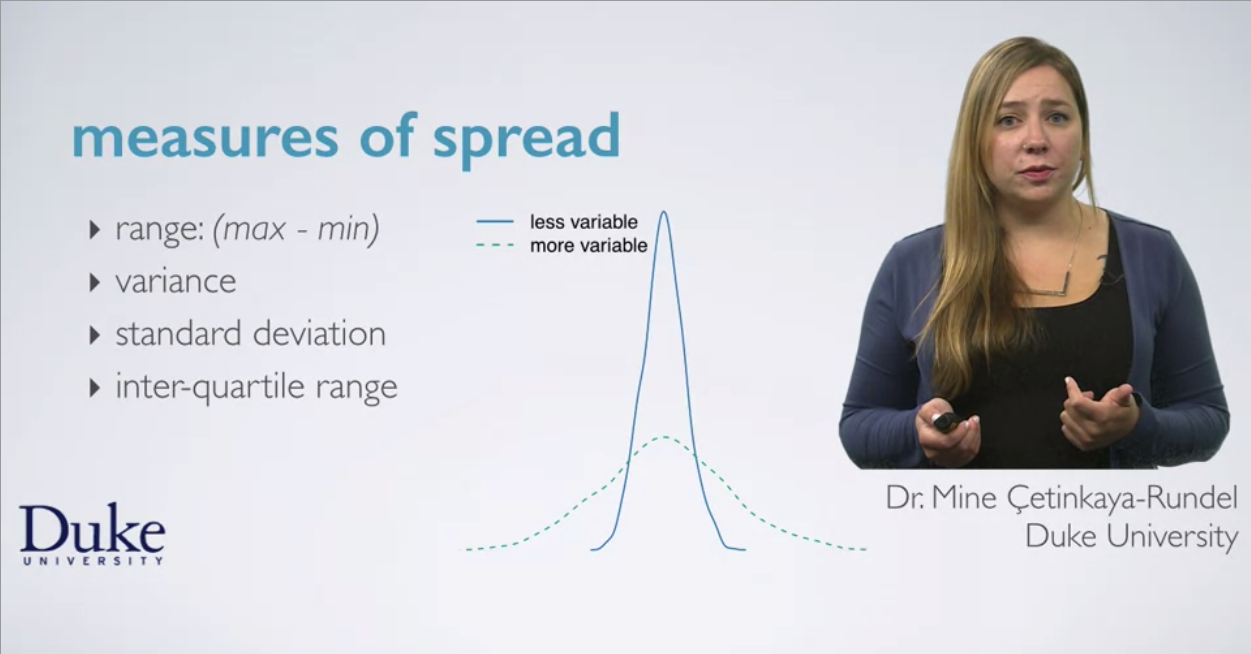 measures of spread
range: (max - min)
variance
standard deviation
inter-quartile range
less variable
more variable
Duke
UNIVERSITY
Dr. Mine Çetinkaya-Rundel
Duke University